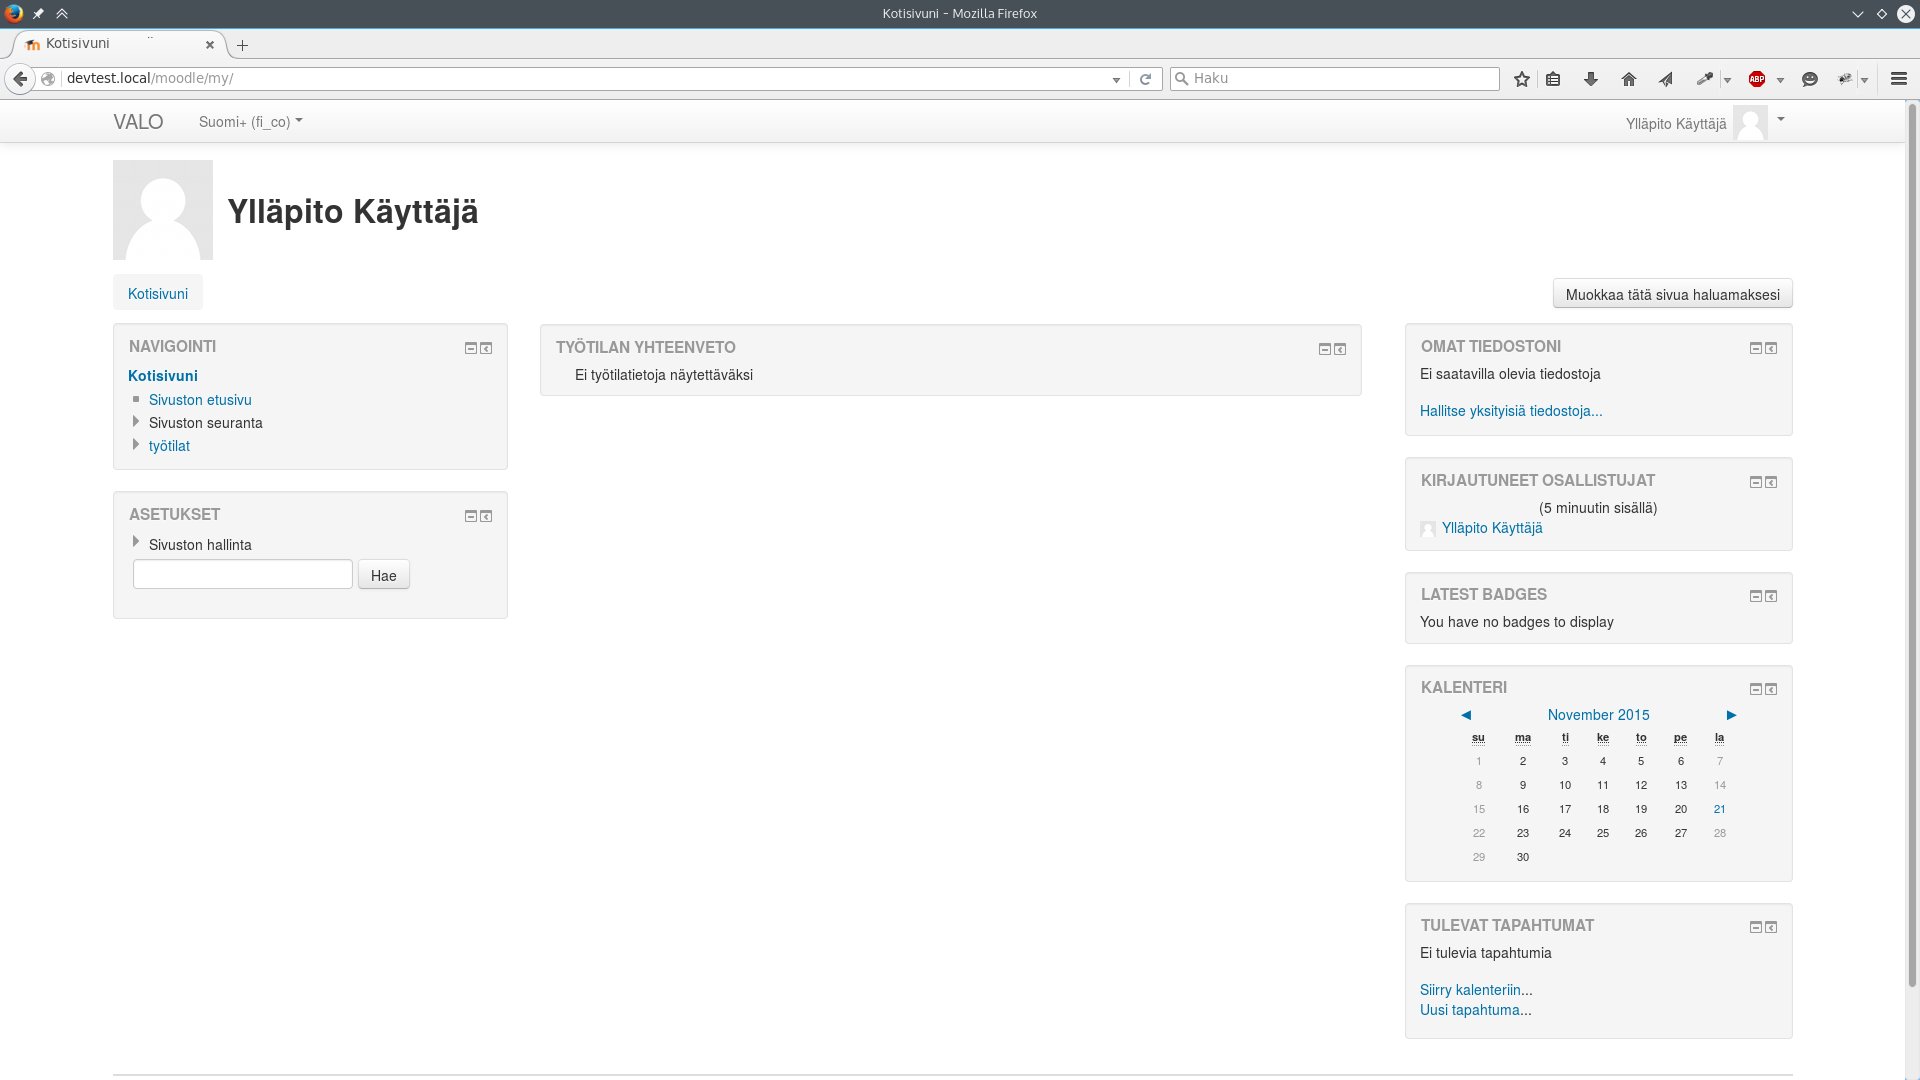 Kotisivuni - Mozilla Firefox
Kotisivuni
devtest.local/moodle/my/
Haku
ABP
VALO
Suomi+ (fi_co)
Ylläpito Käyttäjä
Ylläpito Käyttäjä
Kotisivuni
Muokkaa tätä sivua haluamaksesi
NAVIGOINTI
Kotisivuni
Sivuston etusivu
Sivuston seuranta
työtilat
ASETUKSET
Sivuston hallinta
Hae
TYÖTILAN YHTEENVETO
Ei työtilatietoja näytettäväksi
OMAT TIEDOSTONI
Ei saatavilla olevia tiedostoja
Hallitse yksityisiä tiedostoja...
KIRJAUTUNEET OSALLISTUJAT
(5 minuutin sisällä)
Ylläpito Käyttäjä
LATEST BADGES
You have no badges to display
KALENTERI
◄ November 2015 ►
su ma ti ke to pe la
1 2 3 4 5 6 7
8 9 10 11 12 13 14
15 16 17 18 19 20 21
22 23 24 25 26 27 28
29 30
TULEVAT TAPAHTUMAT
Ei tulevia tapahtumia
Siirry kalenteriin...
Uusi tapahtuma...